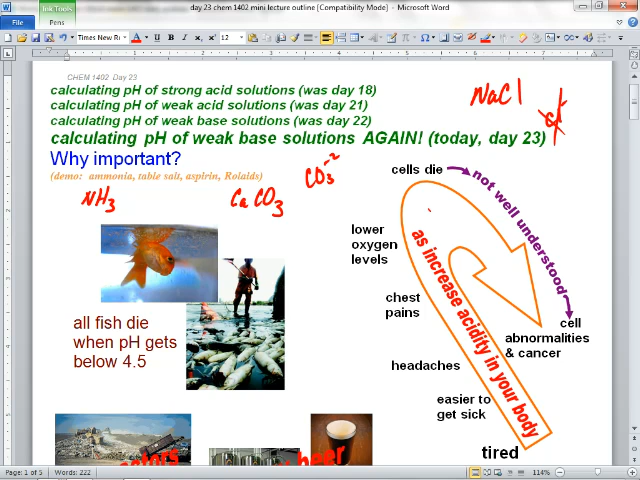 day 23 chem 1402 mini lecture outline [Compatibility Mode] - Microsoft Word
InkTools
File
Pens
Times New R
12
CHEM 1402 Day 23
calculating pH of strong acid solutions (was day 18)
calculating pH of weak acid solutions (was day 21)
calculating pH of weak base solutions (was day 22)
calculating pH of weak base solutions AGAIN! (today, day 23)
Why important?
(demo: ammonia, table salt, aspirin, Rolaids)
NaCl
NH3
CaCO3
CO3-2
cells die
not well understood
lower
oxygen
levels
as increase acidity in your body
chest
pains
cell
abnormalities
& cancer
all fish die
when pH gets
below 4.5
headaches
easier to
get sick
tired
beer
Page: 1 of 5
Words: 222
114%